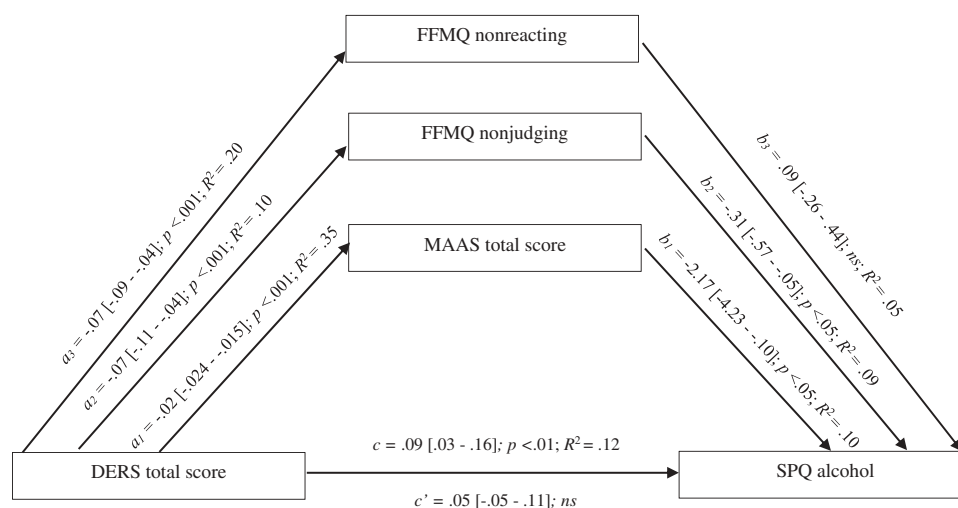 FFMQ nonreacting
FFMQ nonjudging
MAAS total score
a3 = -.07 [-.09 - -.04]; p <.001; R2 = .20
a2 = -.07 [-.11 - -.04]; p <.001; R2 = .10
a1 = -.02 [-.024 - -.015]; p <.001; R2 = .35
b3 = .09 [-.26 - .44]; ns; R2 = .05
b2 = -.31 [-.57 - -.05]; p <.05; R2 = .09
b1 = -2.17 [-4.23 - -.10]; p <.05; R2 = .10
c = .09 [.03 - .16]; p <.01; R2 = .12
DERS total score
SPQ alcohol
c’ = .05 [-.05 - .11]; ns